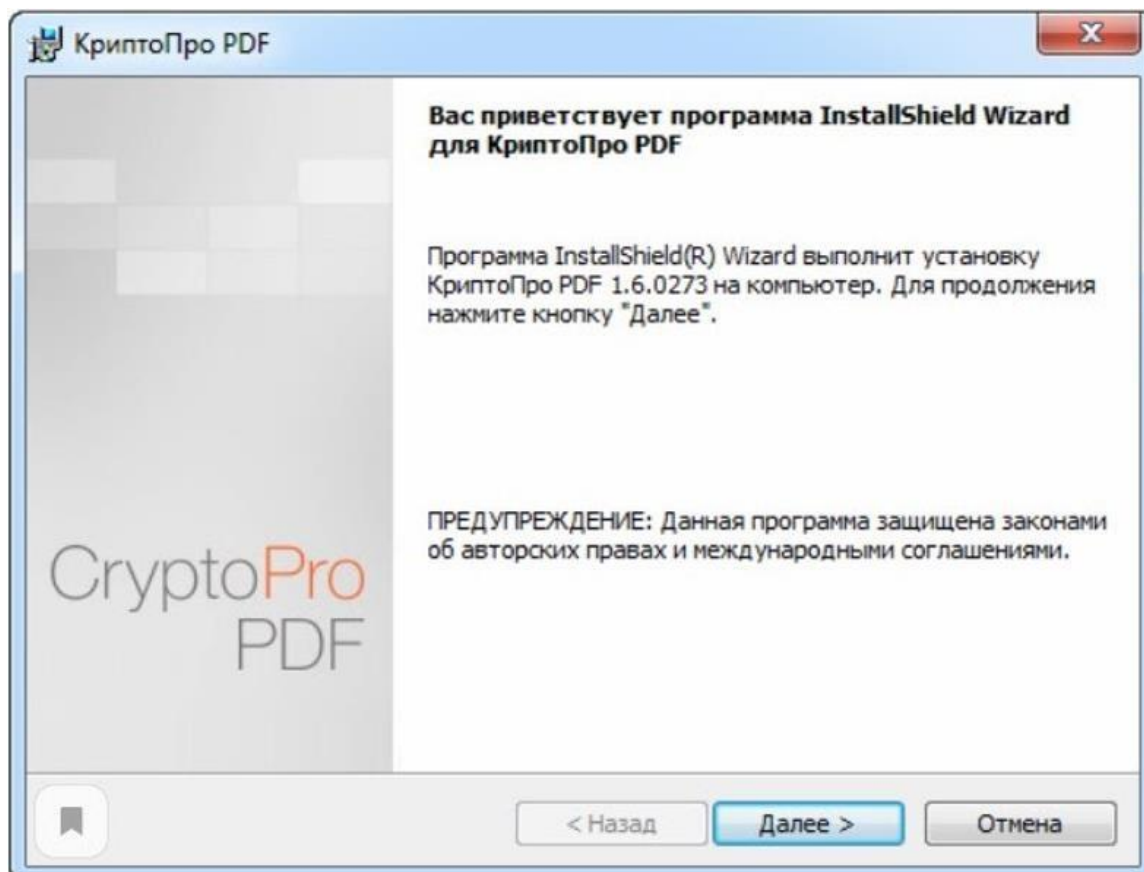 КриптоПро PDF
Вас приветствует программа InstallShield Wizard
для КриптоПро PDF
Программа InstallShield(R) Wizard выполнит установку
КриптоПро PDF 1.6.0273 на компьютер. Для продолжения
нажмите кнопку "Далее".
ПРЕДУПРЕЖДЕНИЕ: Данная программа защищена законами
об авторских правах и международными соглашениями.
CryptoPro
PDF
< Назад
Далее >
Отмена